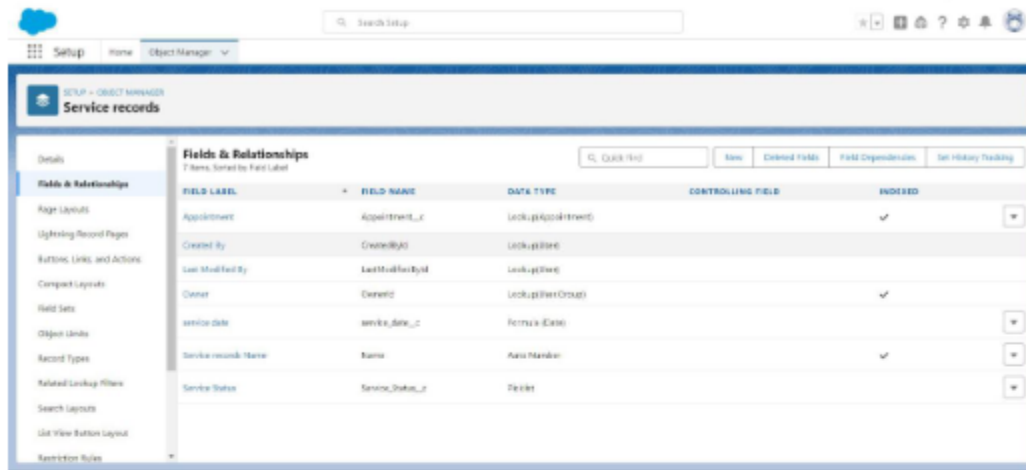 Search Setup
Setup Home Object Manager
SETUP > OBJECT MANAGER
Service records
Details
Fields & Relationships
Page Layouts
Lightning Record Pages
Buttons, Links, and Actions
Compact Layouts
Field Sets
Object Limits
Record Types
Related Lookup Filters
Search Layouts
List View Button Layout
Restriction Rules
Fields & Relationships
7 Items, Sorted by Field Label
Quick Find
New Deleted Fields Field Dependencies Set History Tracking
FIELD LABEL FIELD NAME DATA TYPE CONTROLLING FIELD INDEXED
Appointment Appointment__c Lookup(Appointment)
Created By CreatedById Lookup(User)
Last Modified By LastModifiedById Lookup(User)
Owner OwnerId Lookup(User,Group)
service date service_date__c Formula (Date)
Service records Name Name Auto Number
Service Status Service_Status__c Picklist